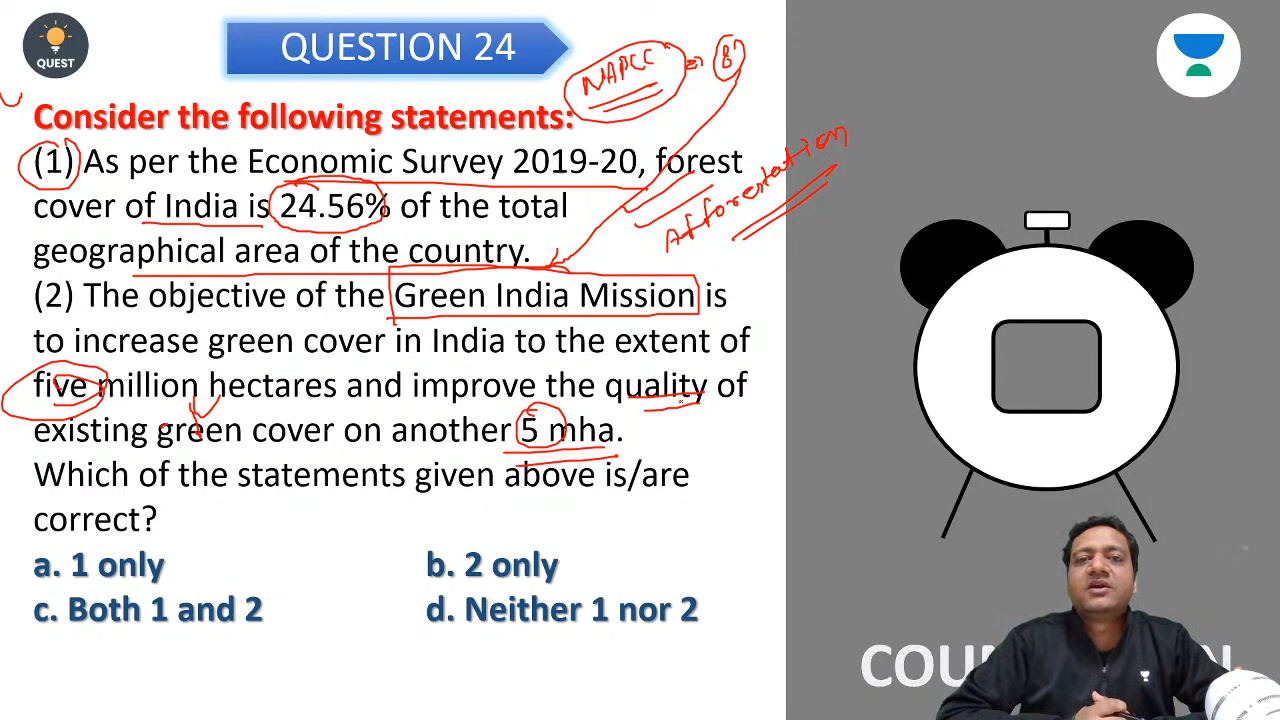 QUEST
QUESTION 24
NAPCC
8
Consider the following statements:
(1) As per the Economic Survey 2019-20, forest
cover of India is 24.56% of the total
geographical area of the country.
Afforestation
(2) The objective of the Green India Mission is
to increase green cover in India to the extent of
five million hectares and improve the quality of
existing green cover on another 5 mha.
Which of the statements given above is/are
correct?
a. 1 only
b. 2 only
c. Both 1 and 2
d. Neither 1 nor 2